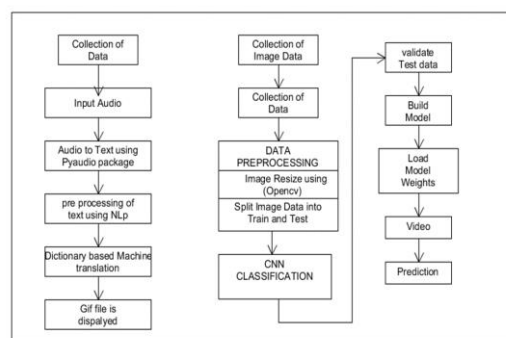 Collection of
Data
Input Audio
Audio to Text using
Pyaudio package
pre processing of
text using NLp
Dictionary based Machine
translation
Gif file is
dispalyed
Collection of
Image Data
Collection of
Data
DATA
PREPROCESSING
Image Resize using
(Opencv)
Split Image Data into
Train and Test
CNN
CLASSIFICATION
validate
Test data
Build
Model
Load
Model
Weights
Video
Prediction